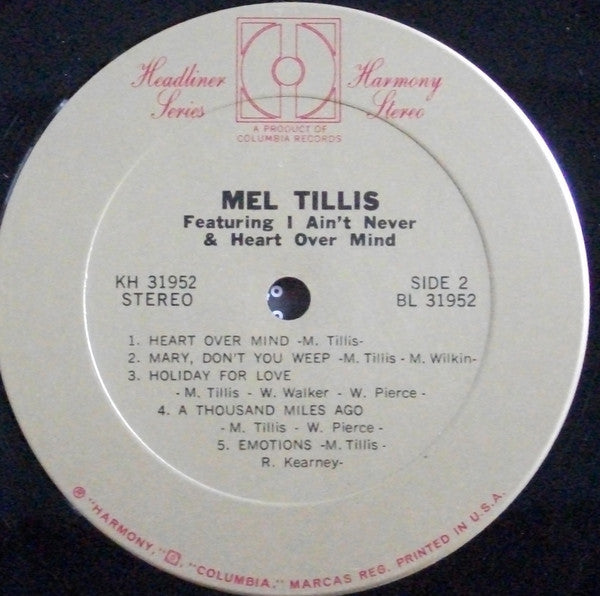 Headliner Harmony
Series Stereo
A PRODUCT OF
COLUMBIA RECORDS
MEL TILLIS
Featuring I Ain't Never
& Heart Over Mind
KH 31952 SIDE 2
STEREO BL 31952
1. HEART OVER MIND -M. Tillis-
2. MARY, DON'T YOU WEEP -M. Tillis - M. Wilkin-
3. HOLIDAY FOR LOVE
- M. Tillis - W. Walker - W. Pierce -
4. A THOUSAND MILES AGO
- M. Tillis - W. Pierce -
5. EMOTIONS -M. Tillis -
R. Kearney-
℗ "HARMONY," "COLUMBIA," MARCAS REG. PRINTED IN U.S.A.